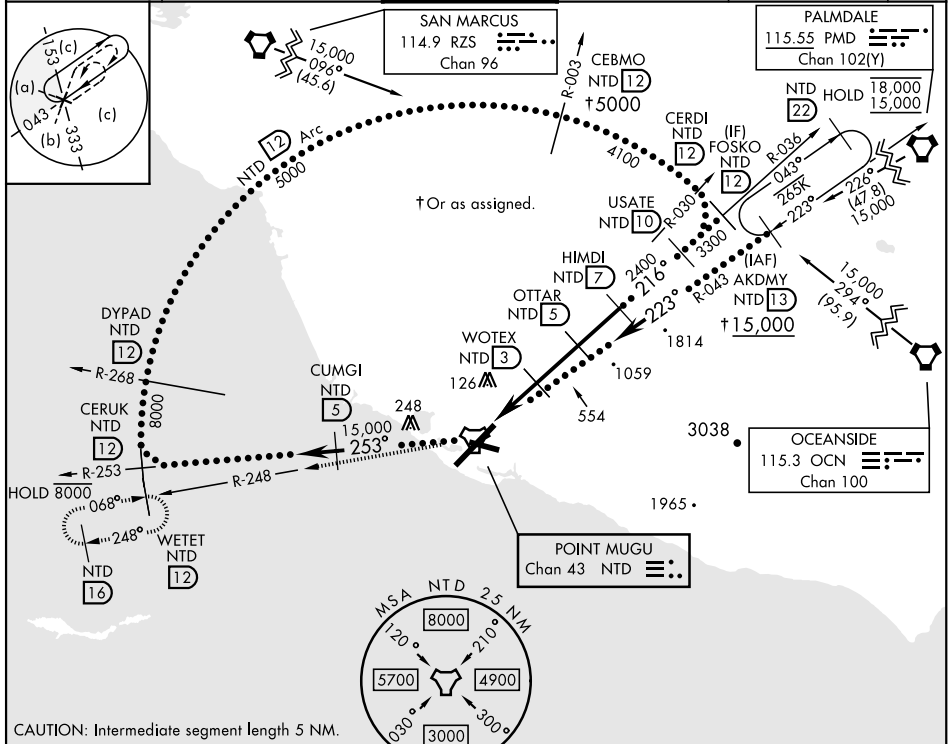 153
(c)
(a)
(c)
043
(b)
333
SAN MARCUS
114.9 RZS
Chan 96
15,000
096°
(45.6)
R-003
CEBMO
NTD 12
†5000
PALMDALE
115.55 PMD
Chan 102(Y)
NTD
22
HOLD 18,000
15,000
CERDI
NTD
12
(IF)
FOSKO
NTD
12
R-036
043°
265K
223°
226°
(47.8)
15,000
NTD 12 Arc
5000
4100
†Or as assigned.
USATE
NTD 10
R-030
3300
2400
216°
HIMDI
NTD 7
OTTAR
NTD 5
WOTEX
NTD 3
126
223°
R-043
(IAF)
AKDMY
NTD 13
†15,000
15,000
294°
(95.9)
1814
1059
554
DYPAD
NTD
12
R-268
8000
CERUK
NTD
12
CUMGI
NTD
5
248
15,000
253°
R-253
R-248
HOLD 8000
068°
248°
WETET
NTD
12
NTD
16
3038
1965
OCEANSIDE
115.3 OCN
Chan 100
POINT MUGU
Chan 43 NTD
MSA NTD 25 NM
120°
8000
210°
5700
4900
030°
3000
300°
CAUTION: Intermediate segment length 5 NM.